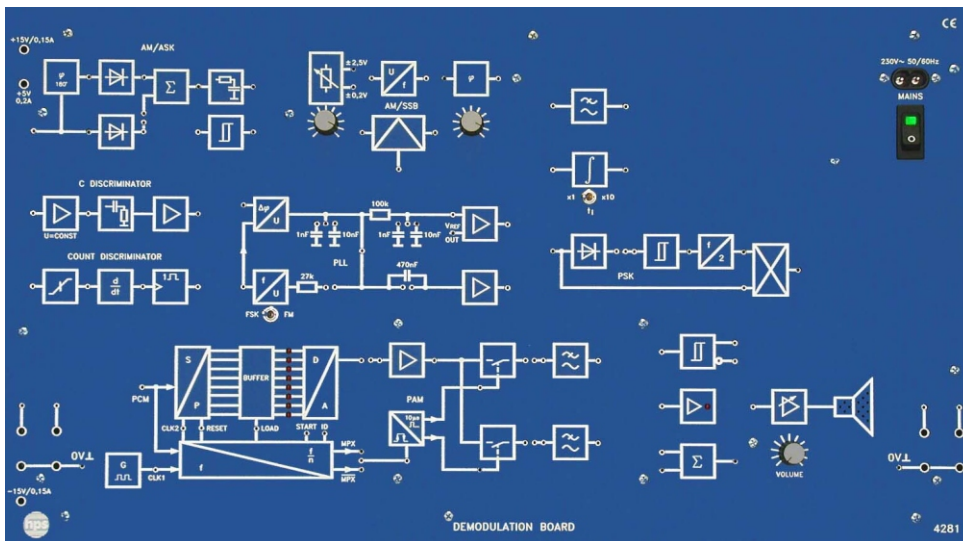 +15V/0,15A
AM/ASK
CE
φ
180°
Σ
+5V
0,2A
±2,5V
±0,2V
U
f
φ
AM/SSB
230V~ 50/60Hz
MAINS
∫
x1
x10
tI
C DISCRIMINATOR
U=CONST
COUNT DISCRIMINATOR
d
dt
1
Δφ
U
100k
1nF
10nF
1nF
10nF
VREF
OUT
PLL
470nF
f
U
27k
FSK
FM
f
2
PSK
S
P
BUFFER
D
A
PCM
CLK2
RESET
LOAD
START
ID
PAM
10µs
MPX
MPX
G
CLK1
f
f
n
Σ
VOLUME
0V⊥
0V⊥
-15V/0,15A
hps
DEMODULATION BOARD
4281